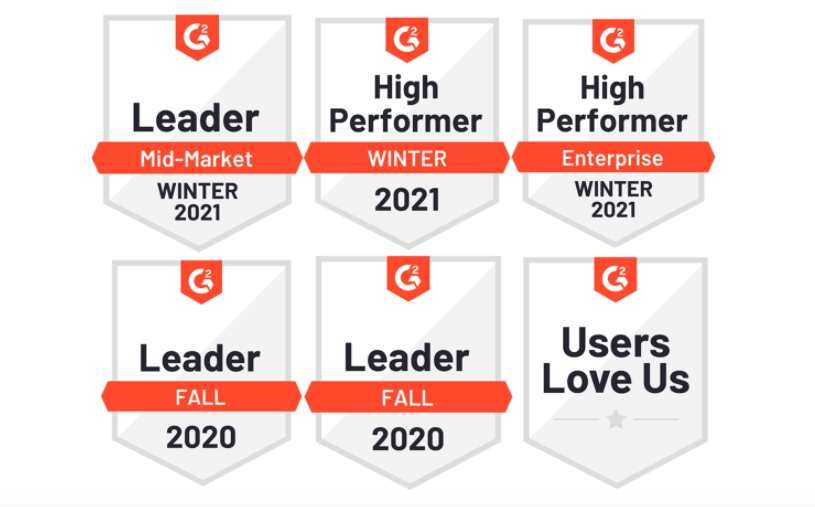 G2
Leader
Mid-Market
WINTER
2021
G2
High
Performer
WINTER
2021
G2
High
Performer
Enterprise
WINTER
2021
G2
Leader
FALL
2020
G2
Leader
FALL
2020
G2
Users
Love Us